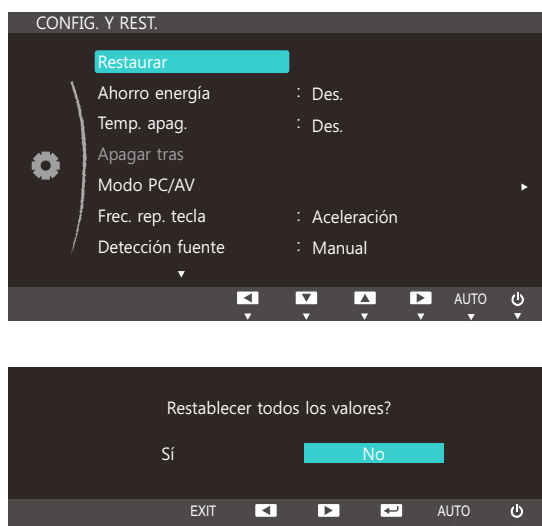 CONFIG. Y REST.
Restaurar
Ahorro energía : Des.
Temp. apag. : Des.
Apagar tras
Modo PC/AV
Frec. rep. tecla : Aceleración
Detección fuente : Manual
AUTO
Restablecer todos los valores?
Sí No
EXIT AUTO